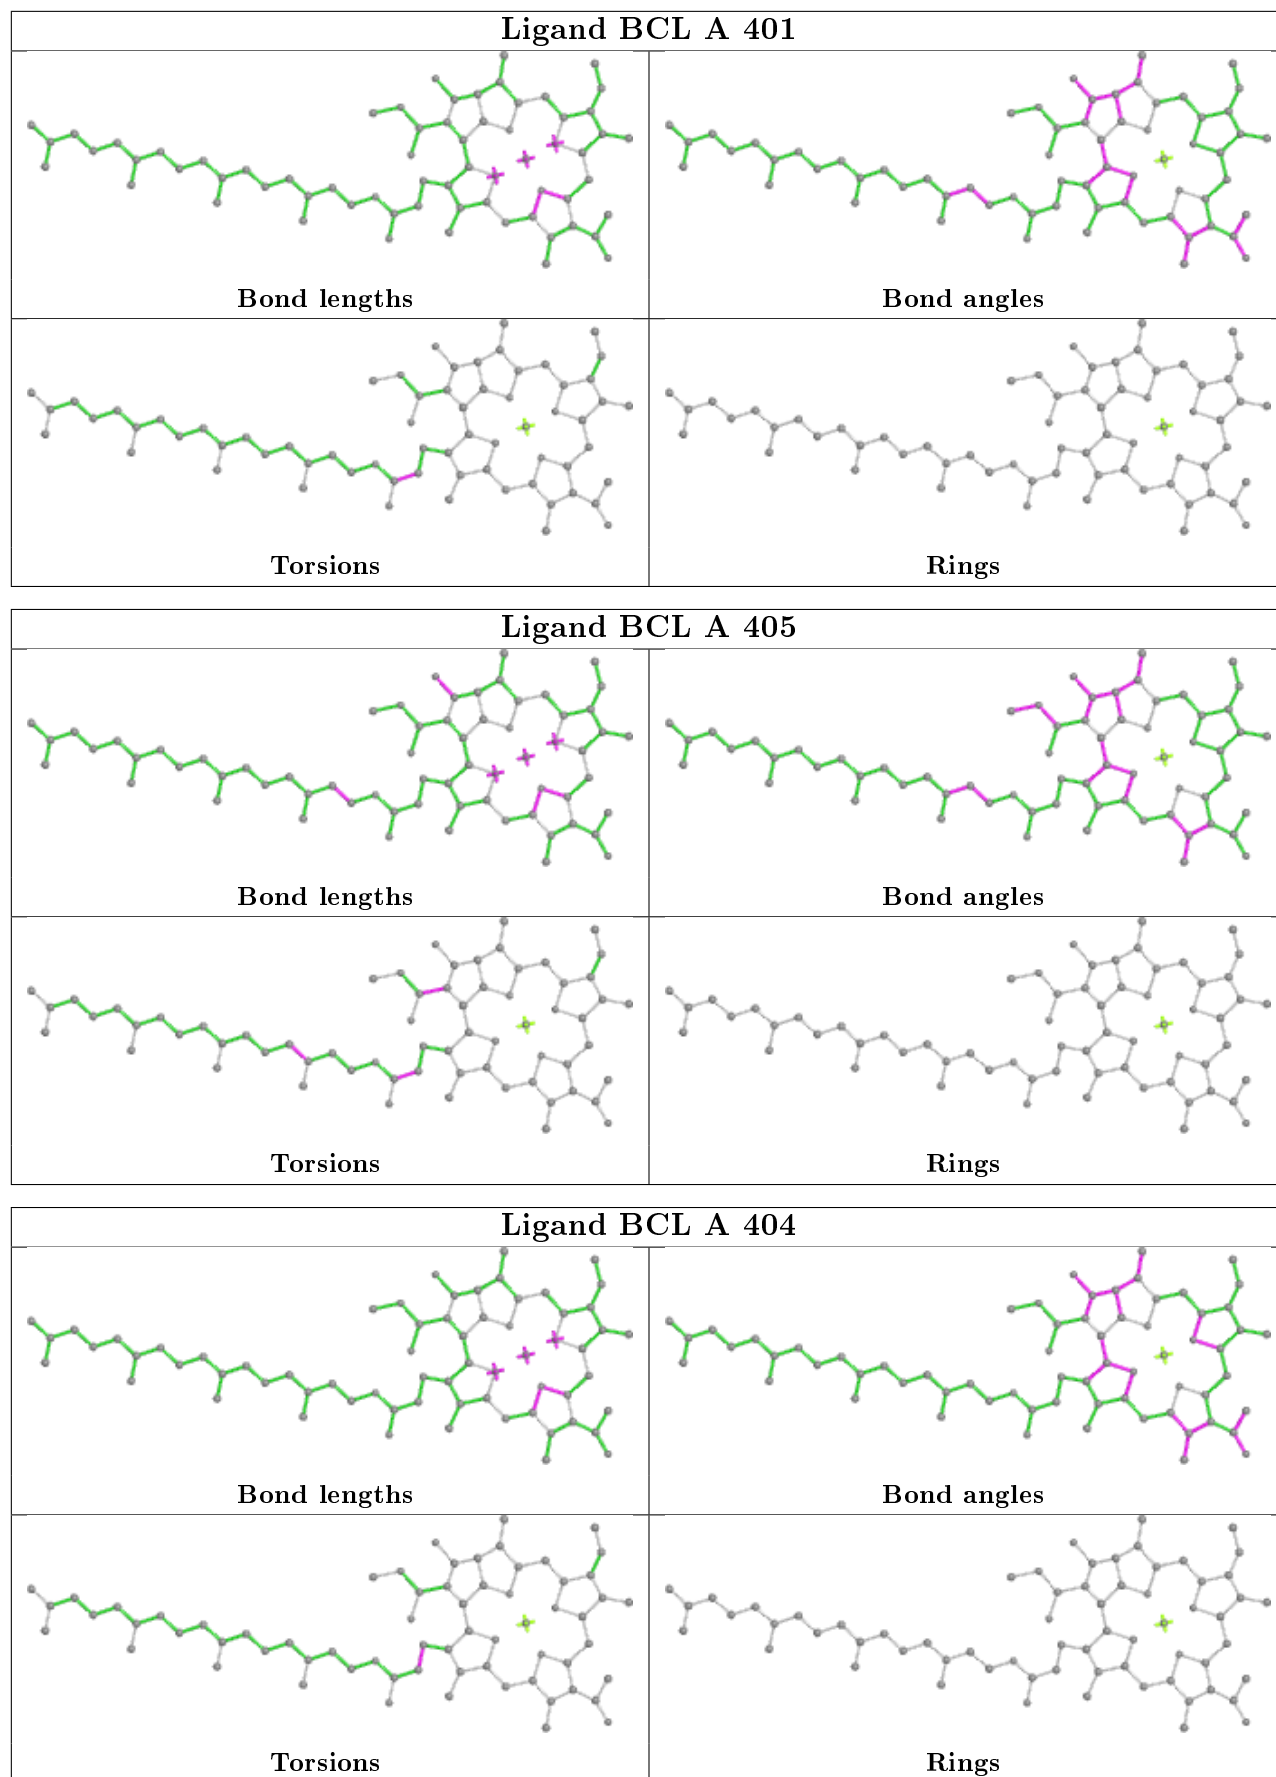 Ligand BCL A 401
Bond lengths
Bond angles
Torsions
Rings
Ligand BCL A 405
Bond lengths
Bond angles
Torsions
Rings
Ligand BCL A 404
Bond lengths
Bond angles
Torsions
Rings